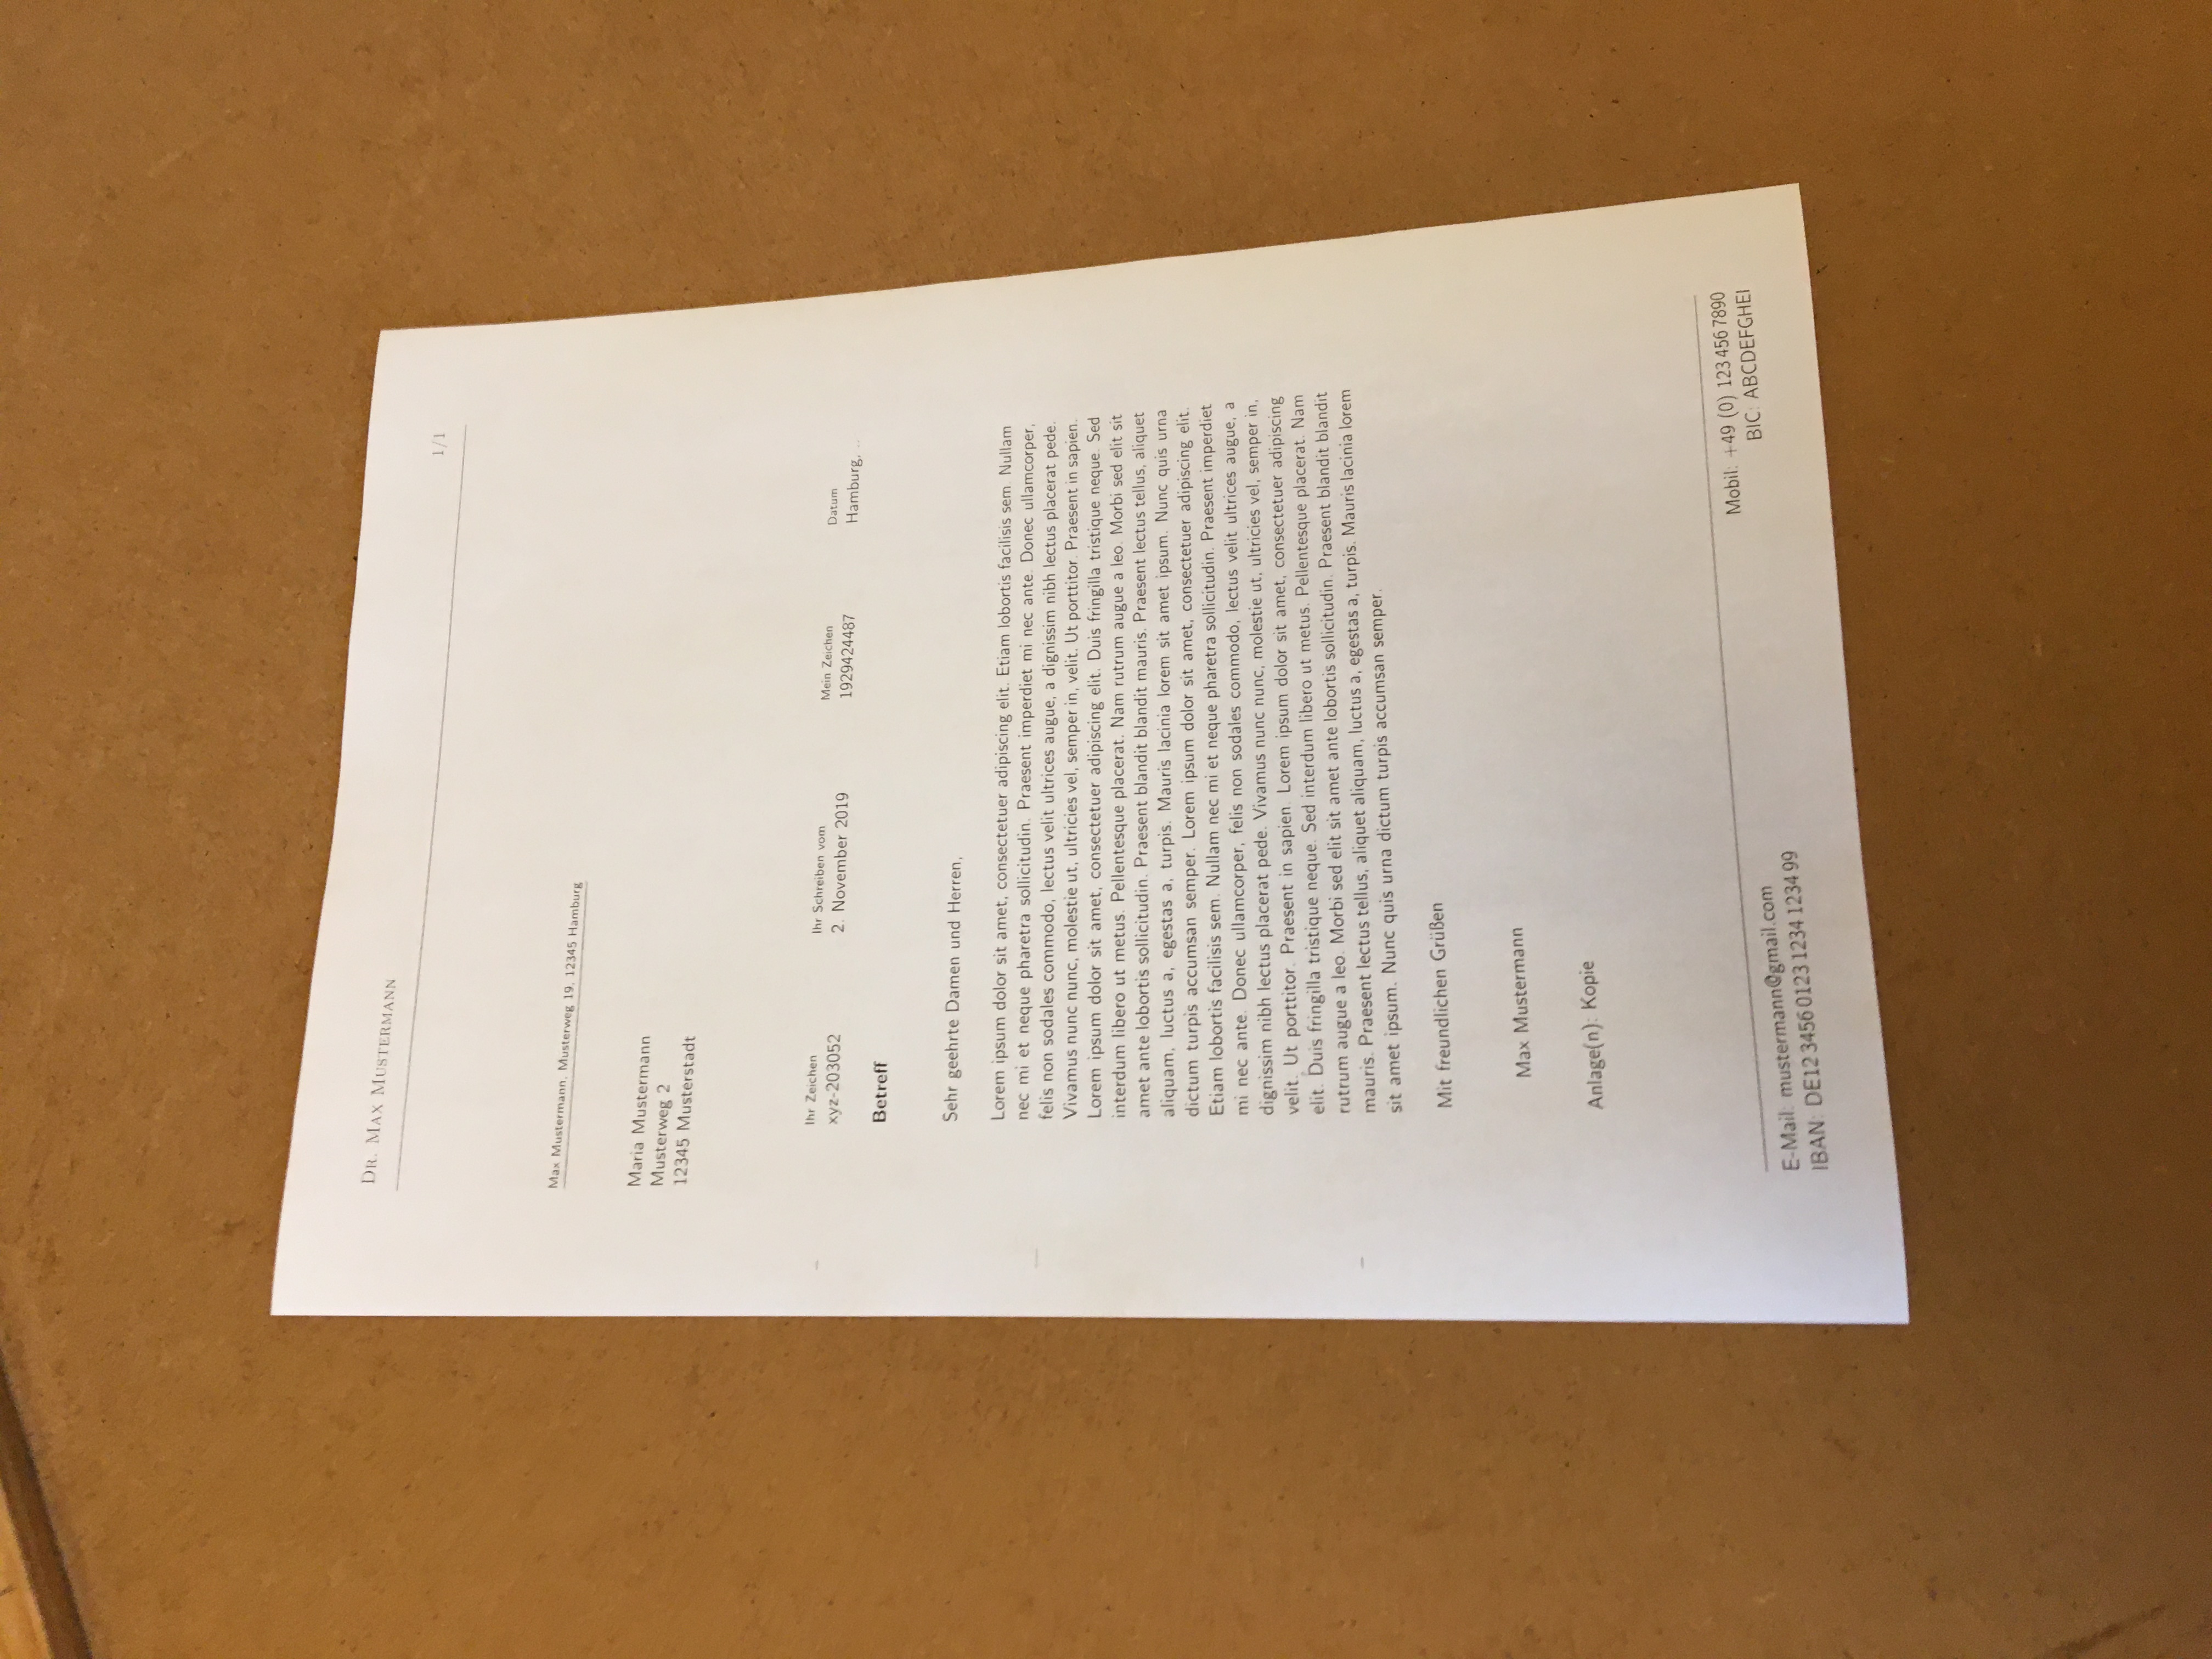 Dr. Max Mustermann
1/1
Max Mustermann, Musterweg 19, 12345 Hamburg
Maria Mustermann
Musterweg 2
12345 Musterstadt
Ihr Zeichen Ihr Schreiben vom Mein Zeichen Datum
xyz-203052 2. November 2019 1929424487 Hamburg, ..
Betreff
Sehr geehrte Damen und Herren,
Lorem ipsum dolor sit amet, consectetuer adipiscing elit. Etiam lobortis facilisis sem. Nullam
nec mi et neque pharetra sollicitudin. Praesent imperdiet mi nec ante. Donec ullamcorper,
felis non sodales commodo, lectus velit ultrices augue, a dignissim nibh lectus placerat pede.
Vivamus nunc nunc, molestie ut, ultricies vel, semper in, velit. Ut porttitor. Praesent in sapien.
Lorem ipsum dolor sit amet, consectetuer adipiscing elit. Duis fringilla tristique neque. Sed
interdum libero ut metus. Pellentesque placerat. Nam rutrum augue a leo. Morbi sed elit sit
amet ante lobortis sollicitudin. Praesent blandit blandit mauris. Praesent lectus tellus, aliquet
aliquam, luctus a, egestas a, turpis. Mauris lacinia lorem sit amet ipsum. Nunc quis urna
dictum turpis accumsan semper. Lorem ipsum dolor sit amet, consectetuer adipiscing elit.
Etiam lobortis facilisis sem. Nullam nec mi et neque pharetra sollicitudin. Praesent imperdiet
mi nec ante. Donec ullamcorper, felis non sodales commodo, lectus velit ultrices augue, a
dignissim nibh lectus placerat pede. Vivamus nunc nunc, molestie ut, ultricies vel, semper in,
velit. Ut porttitor. Praesent in sapien. Lorem ipsum dolor sit amet, consectetuer adipiscing
elit. Duis fringilla tristique neque. Sed interdum libero ut metus. Pellentesque placerat. Nam
rutrum augue a leo. Morbi sed elit sit amet ante lobortis sollicitudin. Praesent blandit blandit
mauris. Praesent lectus tellus, aliquet aliquam, luctus a, egestas a, turpis. Mauris lacinia lorem
sit amet ipsum. Nunc quis urna dictum turpis accumsan semper.
Mit freundlichen Grüßen
Max Mustermann
Anlage(n): Kopie
E-Mail: mustermann@gmail.com Mobil: +49 (0) 123 456 7890
IBAN: DE12 3456 0123 1234 1234 99 BIC: ABCDEFGHEI